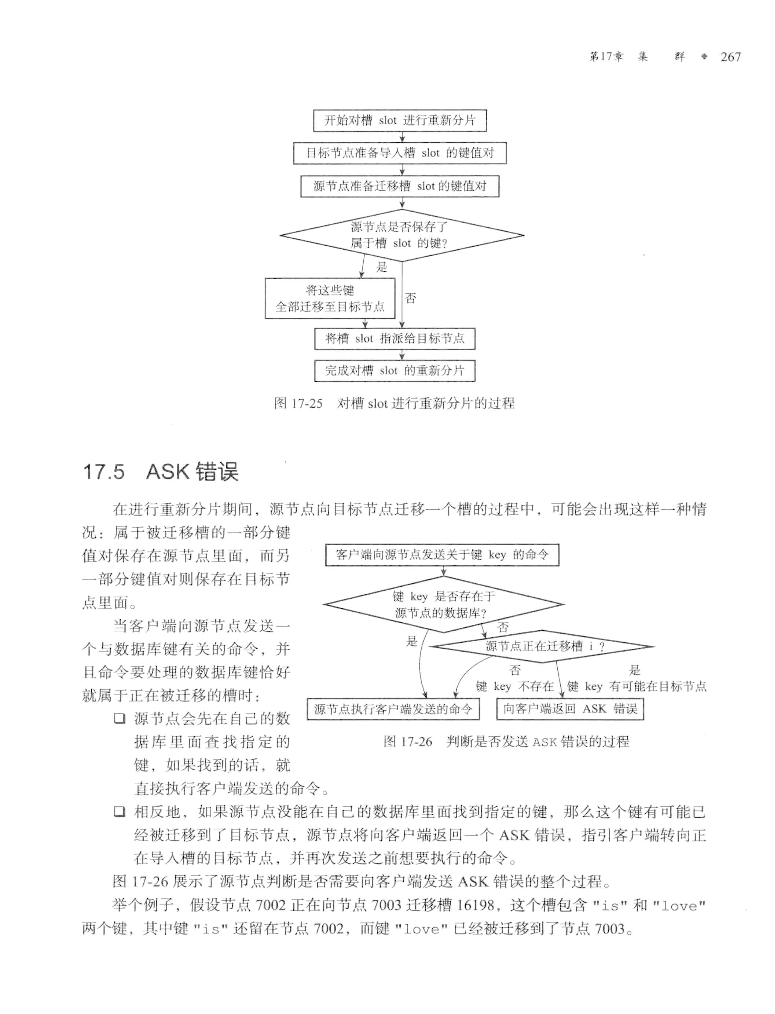 第17章 集 群 ❖ 267
开始对槽 slot 进行重新分片
目标节点准备导入槽 slot 的键值对
源节点准备迁移槽 slot 的键值对
源节点是否保存了
属于槽 slot 的键?
是
将这些键
全部迁移至目标节点
否
将槽 slot 指派给目标节点
完成对槽 slot 的重新分片
图 17-25 对槽 slot 进行重新分片的过程
17.5 ASK 错误
在进行重新分片期间，源节点向目标节点迁移一个槽的过程中，可能会出现这样一种情
况：属于被迁移槽的一部分键
值对保存在源节点里面，而另
一部分键值对则保存在目标节
点里面。
当客户端向源节点发送一
个与数据库键有关的命令，并
且命令要处理的数据库键恰好
就属于正在被迁移的槽时：
❑ 源节点会先在自己的数
据库里面查找指定的
键，如果找到的话，就
直接执行客户端发送的命令。
客户端向源节点发送关于键 key 的命令
键 key 是否存在于
源节点的数据库?
是
否
源节点正在迁移槽 i ?
否
键 key 不存在
是
键 key 有可能在目标节点
源节点执行客户端发送的命令
向客户端返回 ASK 错误
图 17-26 判断是否发送 ASK 错误的过程
❑ 相反地，如果源节点没能在自己的数据库里面找到指定的键，那么这个键有可能已
经被迁移到了目标节点，源节点将向客户端返回一个 ASK 错误，指引客户端转向正
在导入槽的目标节点，并再次发送之前想要执行的命令。
图 17-26 展示了源节点判断是否需要向客户端发送 ASK 错误的整个过程。
举个例子，假设节点 7002 正在向节点 7003 迁移槽 16198，这个槽包含 "is" 和 "love"
两个键，其中键 "is" 还留在节点 7002，而键 "love" 已经被迁移到了节点 7003。